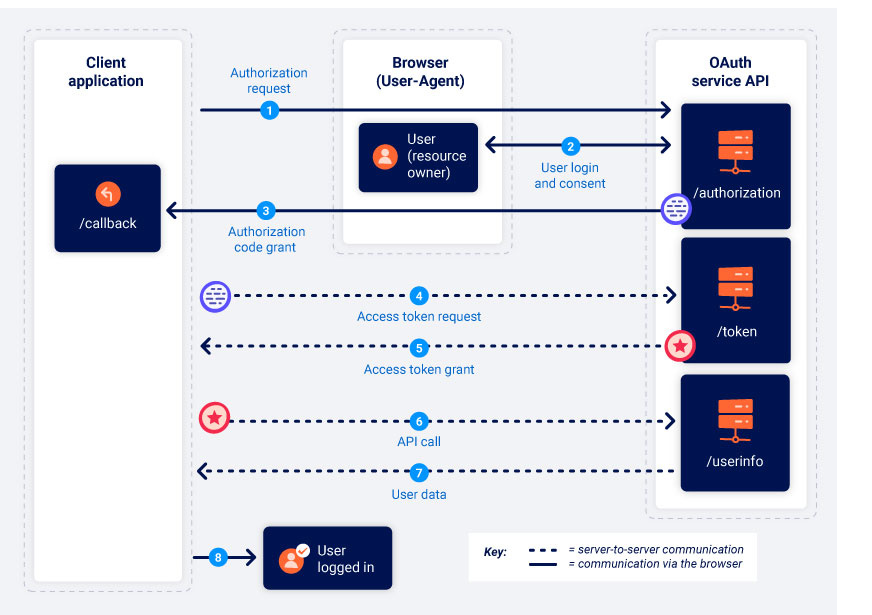 Client
application
Browser
(User-Agent)
OAuth
service API
Authorization
request
1
User
(resource
owner)
2
User login
and consent
/authorization
/callback
3
Authorization
code grant
4
Access token request
/token
5
Access token grant
6
API call
/userinfo
7
User data
8
User
logged in
Key:
= server-to-server communication
= communication via the browser